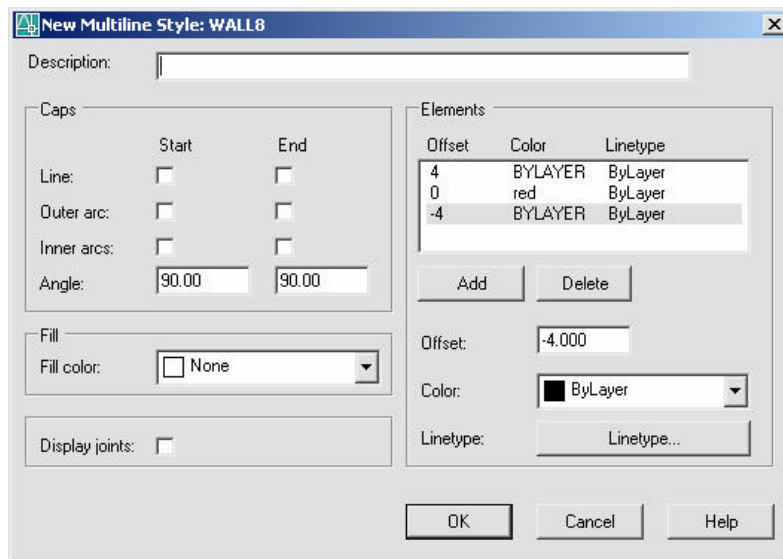 New Multiline Style: WALL8
Description:
Caps
Start End
Line:
Outer arc:
Inner arcs:
Angle: 90.00 90.00
Fill
Fill color: None
Display joints:
Elements
Offset Color Linetype
4 BYLAYER ByLayer
0 red ByLayer
-4 BYLAYER ByLayer
Add Delete
Offset: -4.000
Color: ByLayer
Linetype: Linetype...
OK Cancel Help